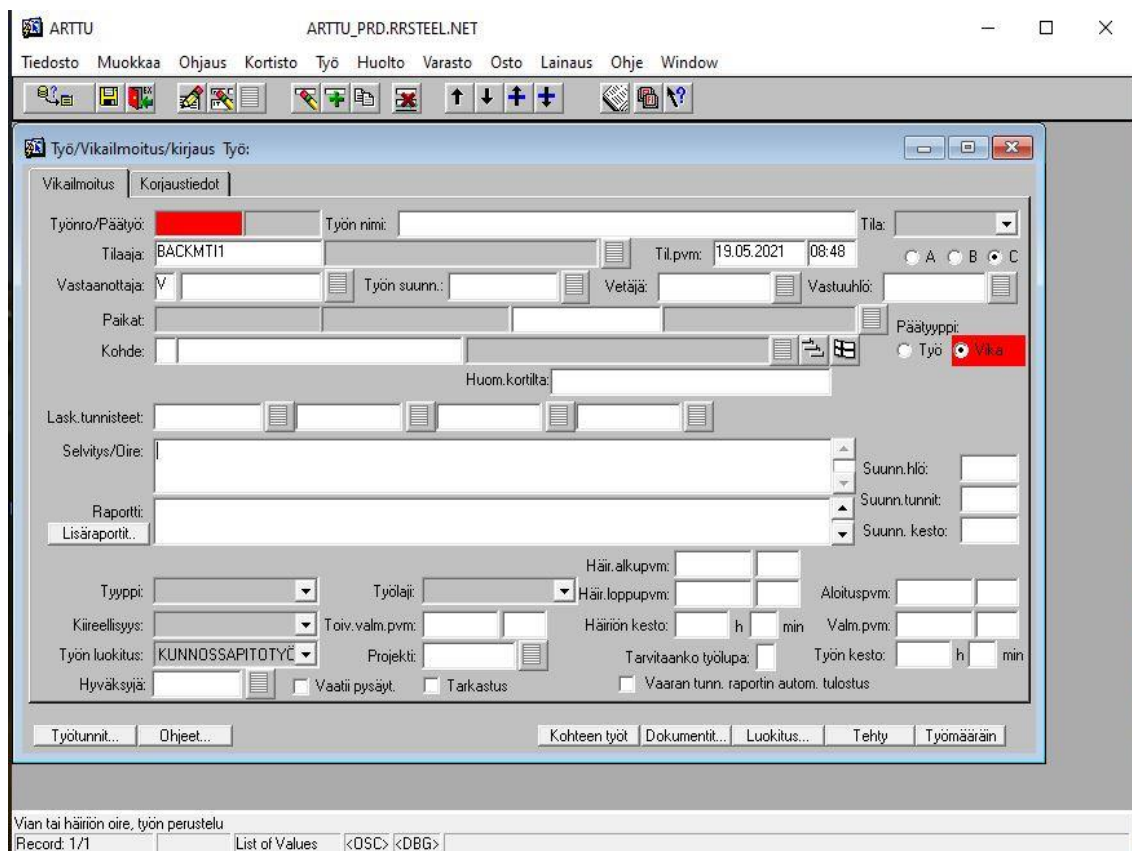 ARTTU ARTTU_PRD.RRSTEEL.NET
Tiedosto Muokkaa Ohjaus Kortisto Työ Huolto Varasto Osto Lainaus Ohje Window
Työ/Vikailmoitus/kirjaus Työ:
Vikailmoitus Korjaustiedot
Työnro/Päätyö: Työn nimi: Tila:
Tilaaja: BACKMTI1 Til.pvm: 19.05.2021 08:48 A B C
Vastaanottaja: V Työn suunn.: Vetäjä: Vastuuhlö:
Paikat: Päätyyppi:
Kohde: Työ Vika
Huom.kortilta:
Lask.tunnisteet:
Selvitys/Oire: Suunn.hlö:
Raportti: Suunn.tunnit:
Lisäraportit.. Suunn. kesto:
Häir.alkupvm:
Tyyppi: Työlaji: Häir.loppupvm: Aloituspvm:
Kiireellisyys: Toiv.valm.pvm: Häiriön kesto: h min Valm.pvm:
Työn luokitus: KUNNOSSAPITOTYÖ Projekti: Tarvitaanko työlupa: Työn kesto: h min
Hyväksyjä: Vaatii pysäyt. Tarkastus Vaaran tunn. raportin autom. tulostus
Työtunnit... Ohjeet... Kohteen työt Dokumentit... Luokitus... Tehty Työmääräin
Vian tai häiriön oire, työn perustelu
Record: 1/1 List of Values <OSC> <DBG>